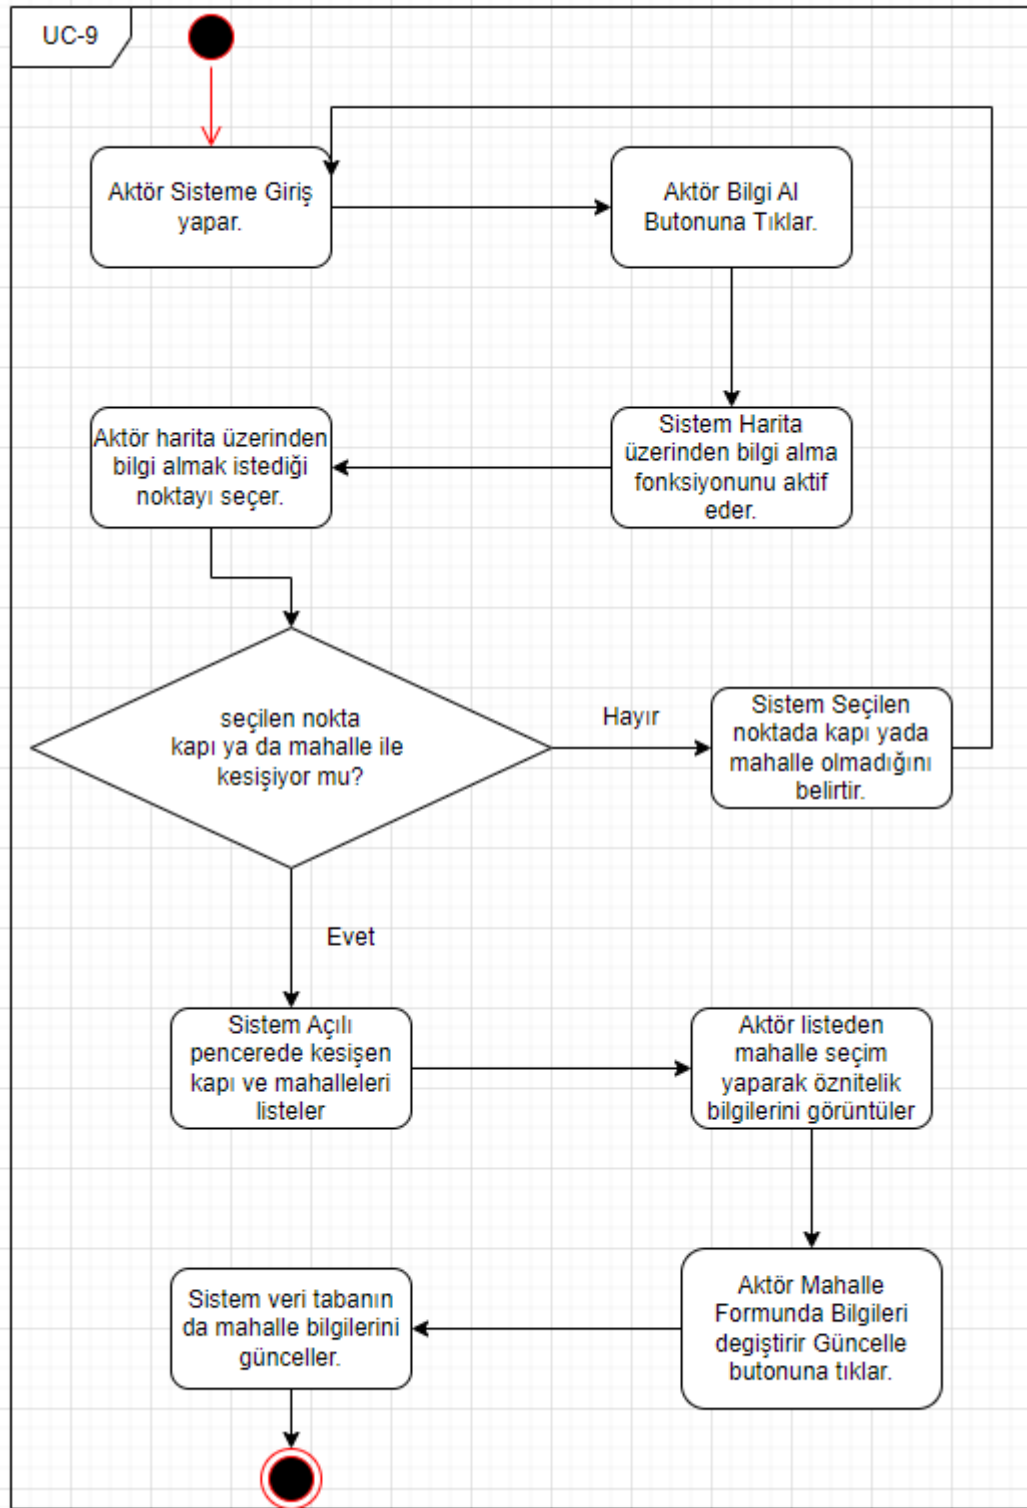 UC-9
Aktör Sisteme Giriş
yapar.
Aktör Bilgi Al
Butonuna Tıklar.
Aktör harita üzerinden
bilgi almak istediği
noktayı seçer.
Sistem Harita
üzerinden bilgi alma
fonksiyonunu aktif
eder.
seçilen nokta
kapı ya da mahalle ile
kesişiyor mu?
Hayır
Sistem Seçilen
noktada kapı yada
mahalle olmadığını
belirtir.
Evet
Sistem Açılı
pencerede kesişen
kapı ve mahalleleri
listeler
Aktör listeden
mahalle seçim
yaparak öznitelik
bilgilerini görüntüler
Sistem veri tabanın
da mahalle bilgilerini
günceller.
Aktör Mahalle
Formunda Bilgileri
degiştirir Güncelle
butonuna tıklar.